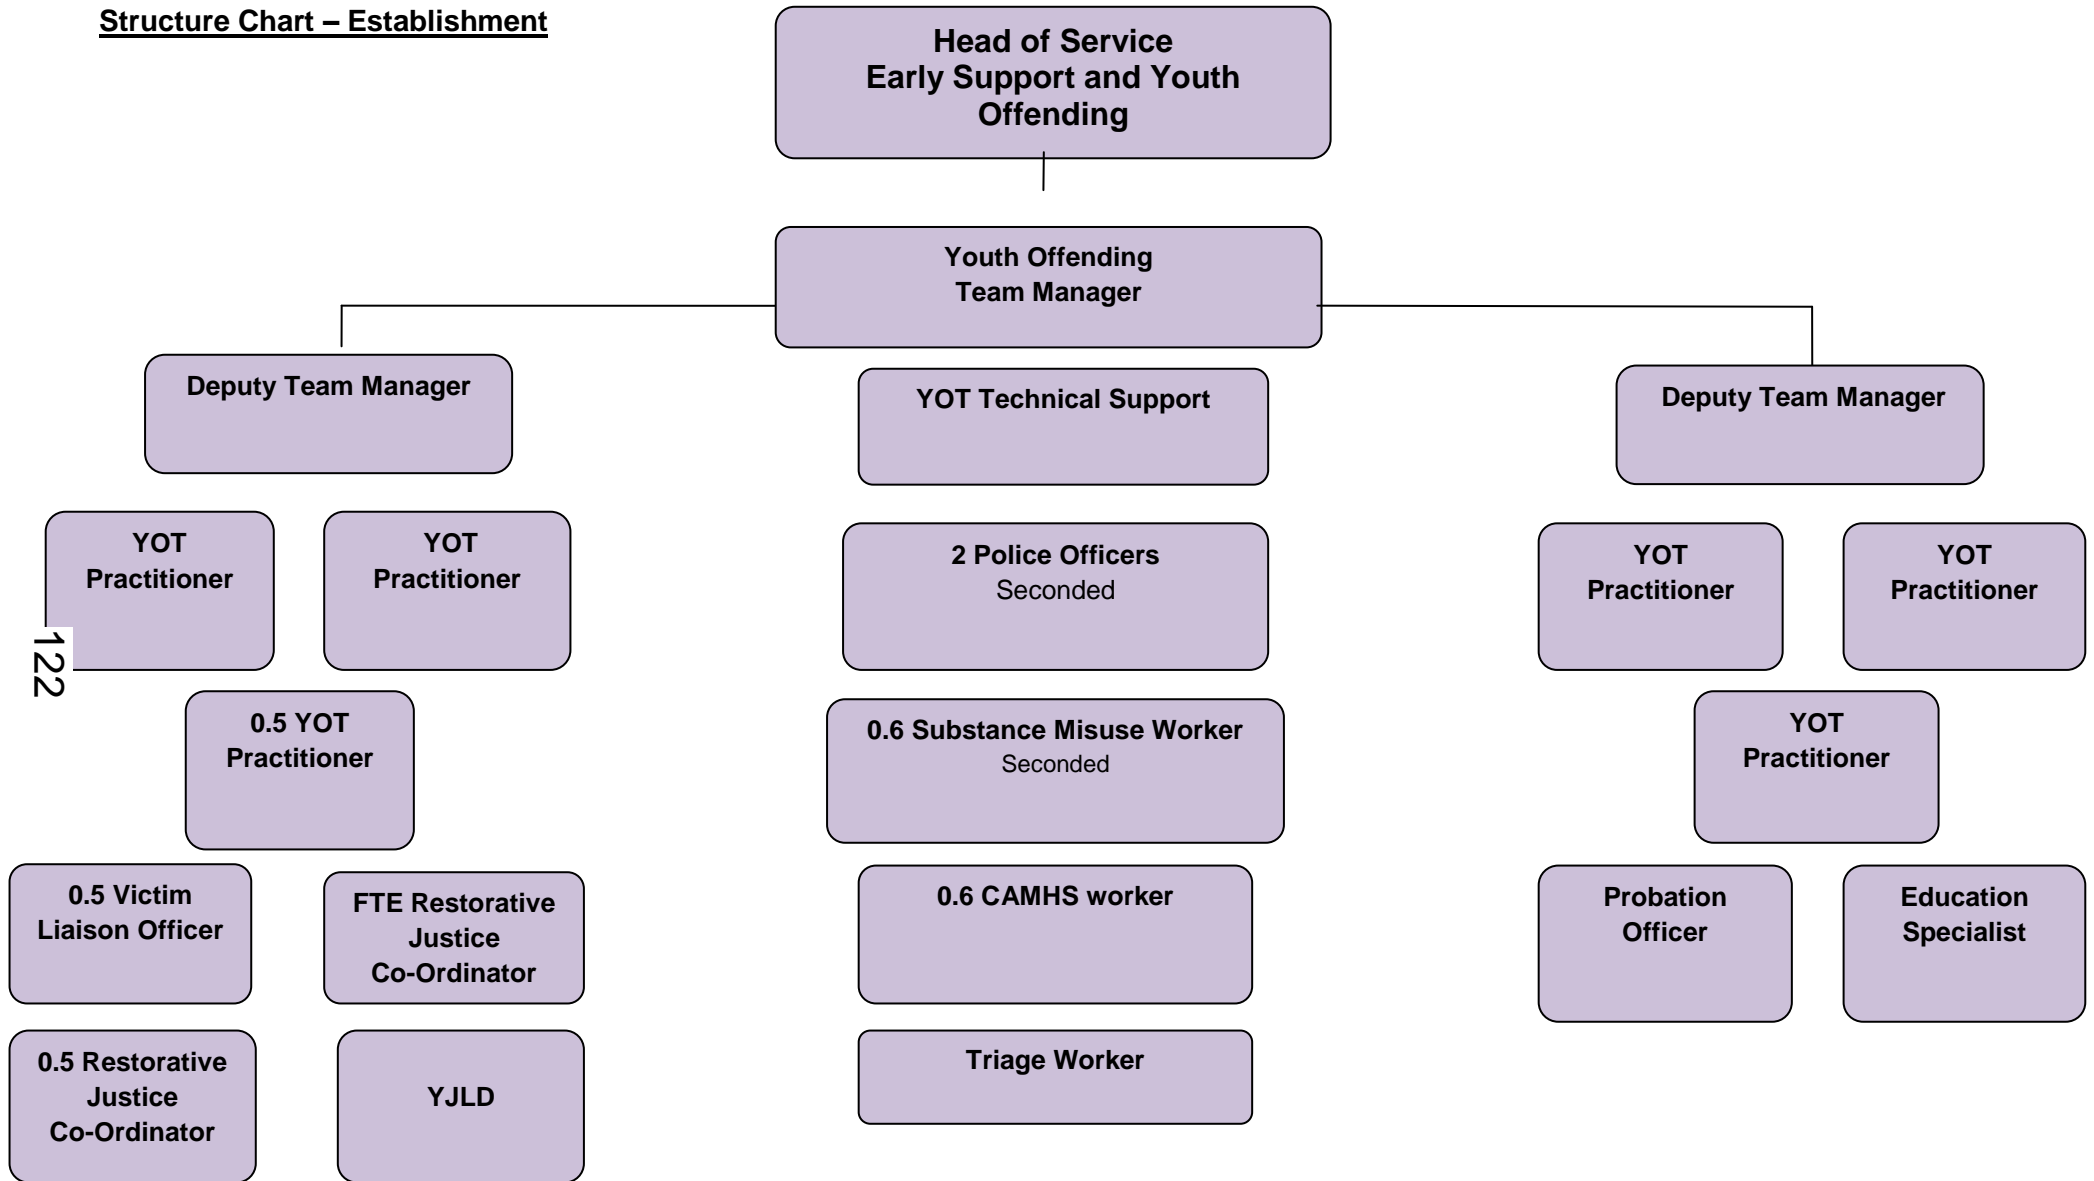 Structure Chart – Establishment
Head of Service
Early Support and Youth
Offending
Youth Offending
Team Manager
Deputy Team Manager
YOT Technical Support
Deputy Team Manager
YOT
Practitioner
YOT
Practitioner
2 Police Officers
Seconded
YOT
Practitioner
YOT
Practitioner
122
0.5 YOT
Practitioner
0.6 Substance Misuse Worker
Seconded
YOT
Practitioner
0.5 Victim
Liaison Officer
FTE Restorative
Justice
Co-Ordinator
0.6 CAMHS worker
Probation
Officer
Education
Specialist
0.5 Restorative
Justice
Co-Ordinator
YJLD
Triage Worker